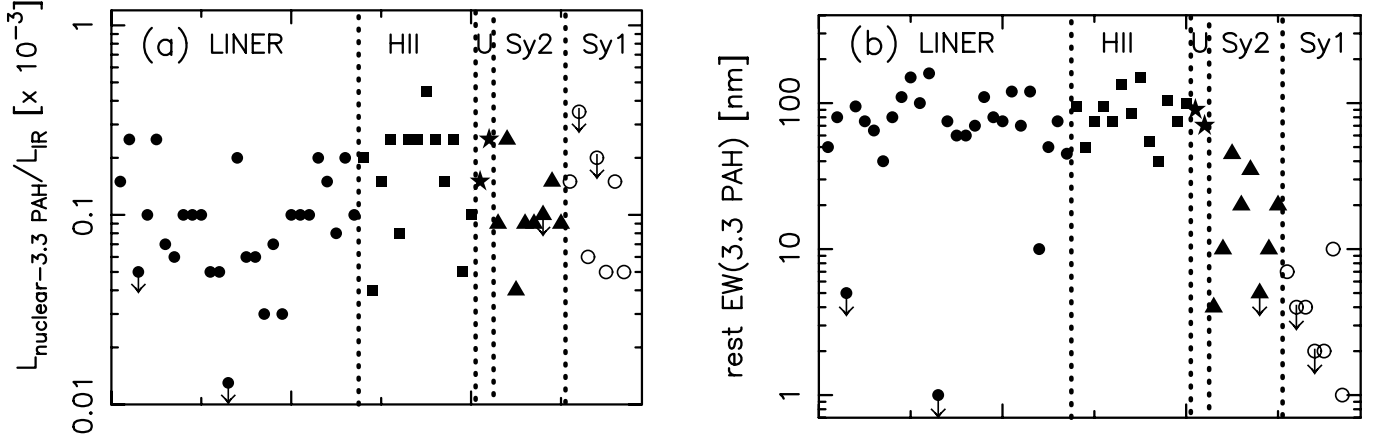 L_nuclear-3.3 PAH/L_IR [x 10^-3]
1
0.1
0.01
(a) LINER HII U Sy2 Sy1
rest EW(3.3 PAH) [nm]
100
10
1
(b) LINER HII U Sy2 Sy1